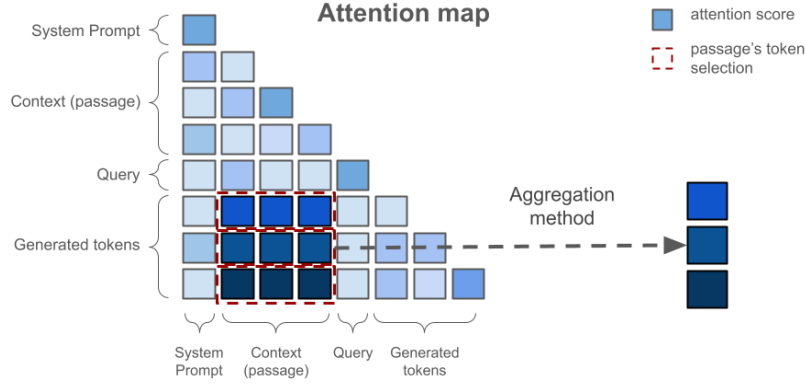 Attention map
attention score
passage's token
selection
System Prompt
Context (passage)
Query
Generated tokens
Aggregation
method
System
Prompt
Context
(passage)
Query
Generated
tokens